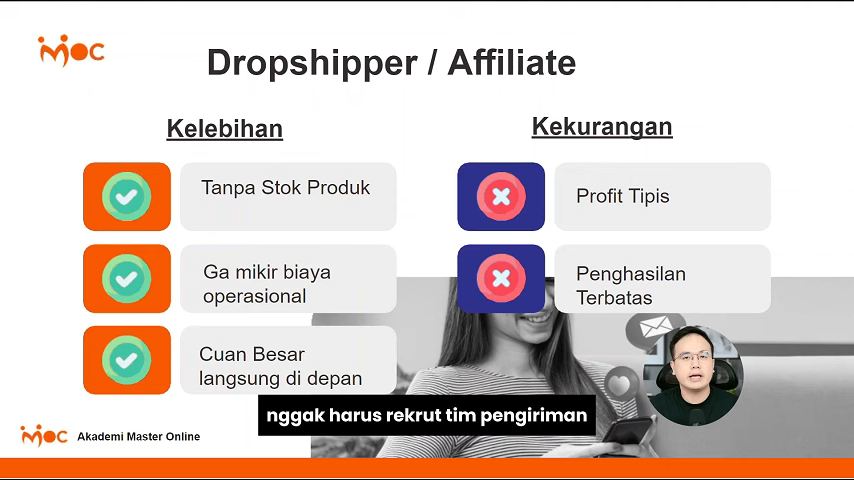 MOC
Dropshipper / Affiliate
Kelebihan
Tanpa Stok Produk
Ga mikir biaya
operasional
Cuan Besar
langsung di depan
Kekurangan
Profit Tipis
Penghasilan
Terbatas
nggak harus rekrut tim pengiriman
MOC Akademi Master Online